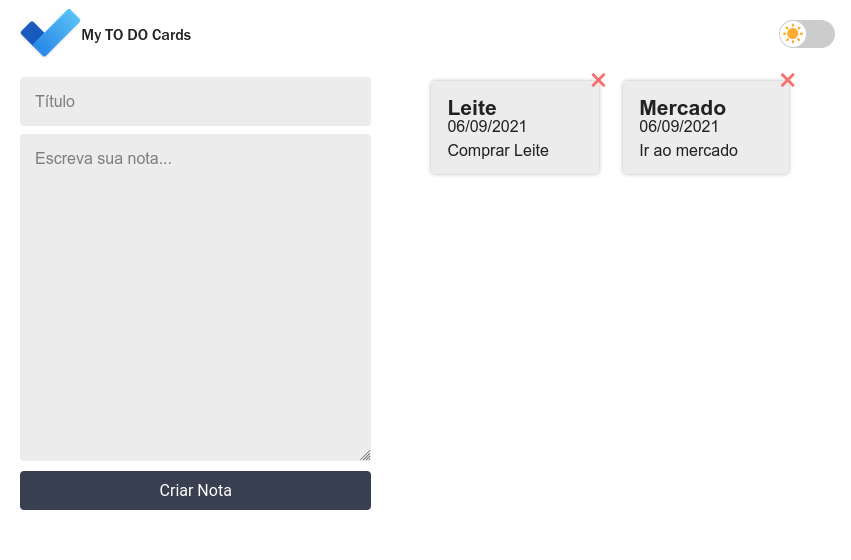 My TO DO Cards
Título
Escreva sua nota...
Criar Nota
Leite
06/09/2021
Comprar Leite
Mercado
06/09/2021
Ir ao mercado